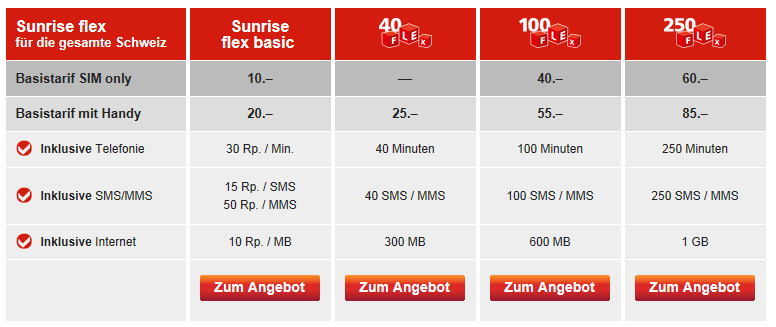 Sunrise flex
für die gesamte Schweiz
Sunrise
flex basic
40 FLEX
100 FLEX
250 FLEX
Basistarif SIM only 10.– — 40.– 60.–
Basistarif mit Handy 20.– 25.– 55.– 85.–
Inklusive Telefonie 30 Rp. / Min. 40 Minuten 100 Minuten 250 Minuten
Inklusive SMS/MMS
15 Rp. / SMS
50 Rp. / MMS
40 SMS / MMS 100 SMS / MMS 250 SMS / MMS
Inklusive Internet 10 Rp. / MB 300 MB 600 MB 1 GB
Zum Angebot Zum Angebot Zum Angebot Zum Angebot